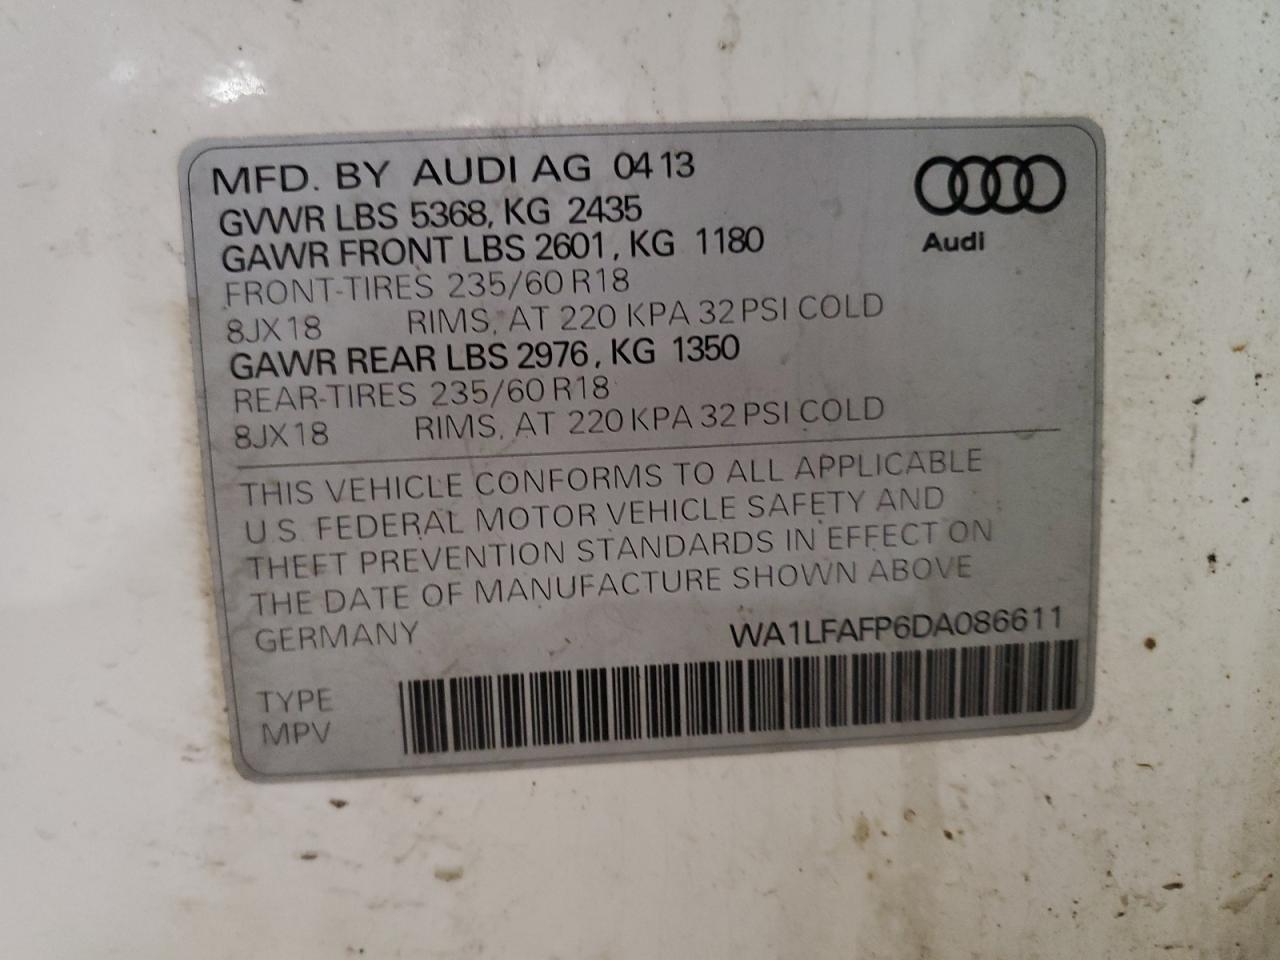 MFD. BY AUDI AG 04 13
GVWR LBS 5368, KG 2435
GAWR FRONT LBS 2601, KG 1180
FRONT-TIRES 235/60 R18
8JX18 RIMS, AT 220 KPA 32 PSI COLD
GAWR REAR LBS 2976, KG 1350
REAR-TIRES 235/60 R18
8JX18 RIMS, AT 220 KPA 32 PSI COLD
Audi
THIS VEHICLE CONFORMS TO ALL APPLICABLE
U.S. FEDERAL MOTOR VEHICLE SAFETY AND
THEFT PREVENTION STANDARDS IN EFFECT ON
THE DATE OF MANUFACTURE SHOWN ABOVE
GERMANY WA1LFAFP6DA086611
TYPE
MPV